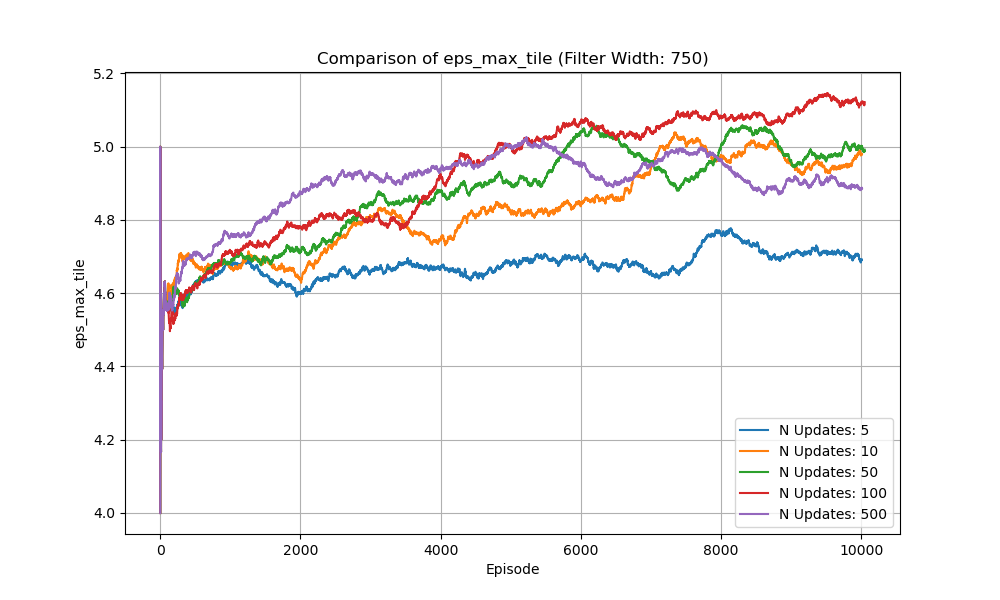 Comparison of eps_max_tile (Filter Width: 750)
5.2
5.0
4.8
4.6
4.4
4.2
4.0
eps_max_tile
0 2000 4000 6000 8000 10000
Episode
N Updates: 5
N Updates: 10
N Updates: 50
N Updates: 100
N Updates: 500